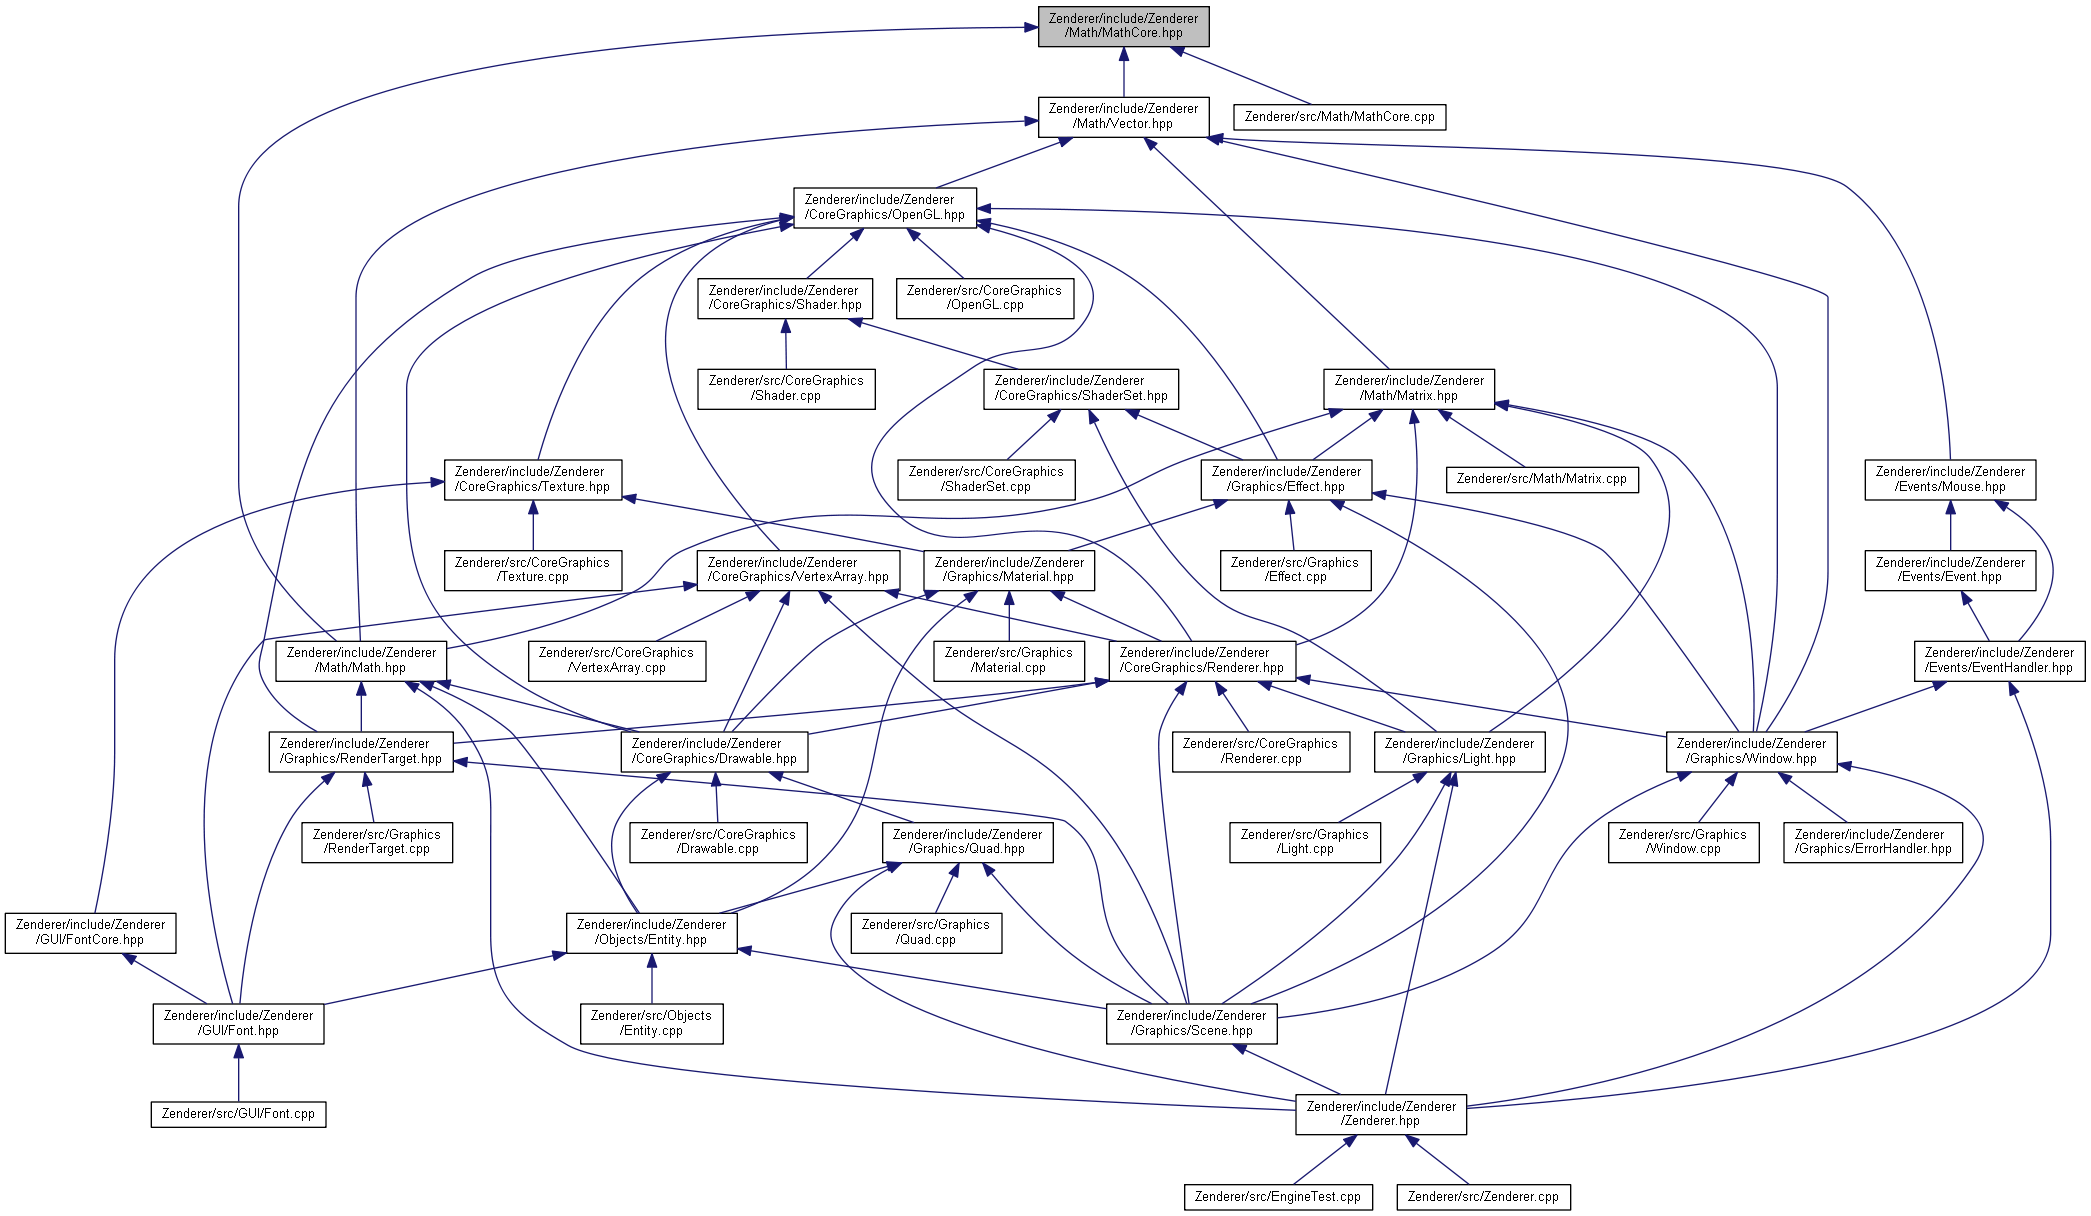 Zenderer/include/Zenderer
/Math/MathCore.hpp
Zenderer/include/Zenderer
/Math/Vector.hpp
Zenderer/src/Math/MathCore.cpp
Zenderer/include/Zenderer
/CoreGraphics/OpenGL.hpp
Zenderer/include/Zenderer
/CoreGraphics/Shader.hpp
Zenderer/src/CoreGraphics
/OpenGL.cpp
Zenderer/src/CoreGraphics
/Shader.cpp
Zenderer/include/Zenderer
/CoreGraphics/ShaderSet.hpp
Zenderer/include/Zenderer
/Math/Matrix.hpp
Zenderer/include/Zenderer
/CoreGraphics/Texture.hpp
Zenderer/src/CoreGraphics
/ShaderSet.cpp
Zenderer/include/Zenderer
/Graphics/Effect.hpp
Zenderer/src/Math/Matrix.cpp
Zenderer/include/Zenderer
/Events/Mouse.hpp
Zenderer/src/CoreGraphics
/Texture.cpp
Zenderer/include/Zenderer
/CoreGraphics/VertexArray.hpp
Zenderer/include/Zenderer
/Graphics/Material.hpp
Zenderer/src/Graphics
/Effect.cpp
Zenderer/include/Zenderer
/Events/Event.hpp
Zenderer/include/Zenderer
/Math/Math.hpp
Zenderer/src/CoreGraphics
/VertexArray.cpp
Zenderer/src/Graphics
/Material.cpp
Zenderer/include/Zenderer
/CoreGraphics/Renderer.hpp
Zenderer/include/Zenderer
/Events/EventHandler.hpp
Zenderer/include/Zenderer
/Graphics/RenderTarget.hpp
Zenderer/include/Zenderer
/CoreGraphics/Drawable.hpp
Zenderer/src/CoreGraphics
/Renderer.cpp
Zenderer/include/Zenderer
/Graphics/Light.hpp
Zenderer/include/Zenderer
/Graphics/Window.hpp
Zenderer/src/Graphics
/RenderTarget.cpp
Zenderer/src/CoreGraphics
/Drawable.cpp
Zenderer/include/Zenderer
/Graphics/Quad.hpp
Zenderer/src/Graphics
/Light.cpp
Zenderer/src/Graphics
/Window.cpp
Zenderer/include/Zenderer
/Graphics/ErrorHandler.hpp
Zenderer/include/Zenderer
/GUI/FontCore.hpp
Zenderer/include/Zenderer
/Objects/Entity.hpp
Zenderer/src/Graphics
/Quad.cpp
Zenderer/include/Zenderer
/GUI/Font.hpp
Zenderer/src/Objects
/Entity.cpp
Zenderer/include/Zenderer
/Graphics/Scene.hpp
Zenderer/src/GUI/Font.cpp
Zenderer/include/Zenderer
/Zenderer.hpp
Zenderer/src/EngineTest.cpp
Zenderer/src/Zenderer.cpp